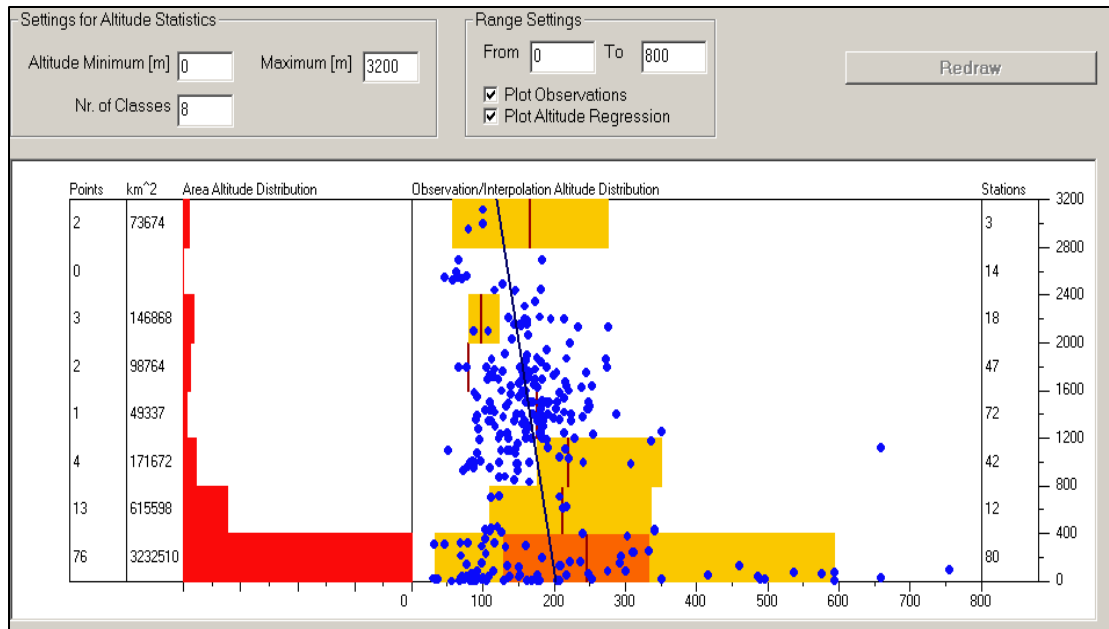 Settings for Altitude Statistics
Range Settings
Altitude Minimum [m] 0 Maximum [m] 3200
From 0 To 800
Redraw
Nr. of Classes 8
Plot Observations
Plot Altitude Regression
Points km^2 Area Altitude Distribution Observation/Interpolation Altitude Distribution Stations
3200
2 73674 3
2800
0 14
2400
3 146868 18
2000
2 98764 47
1600
1 49337 72
1200
4 171672 42
800
13 615598 12
400
76 3232510 80
0
0 100 200 300 400 500 600 700 800